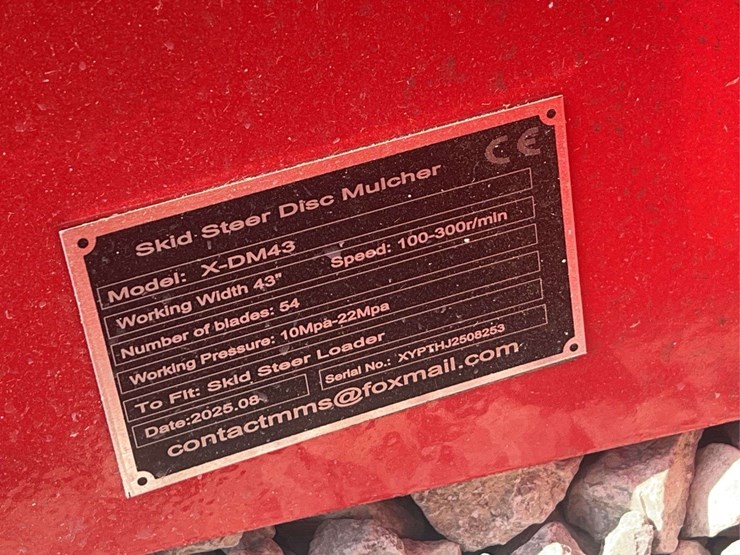 CE
Skid Steer Disc Mulcher
Model: X-DM43
Working Width 43" Speed: 100-300r/min
Number of blades: 54
Working Pressure: 10Mpa-22Mpa
To Fit: Skid Steer Loader
Date:2025.08 Serial No.: XYPTHJ2508253
contactmms@foxmail.com